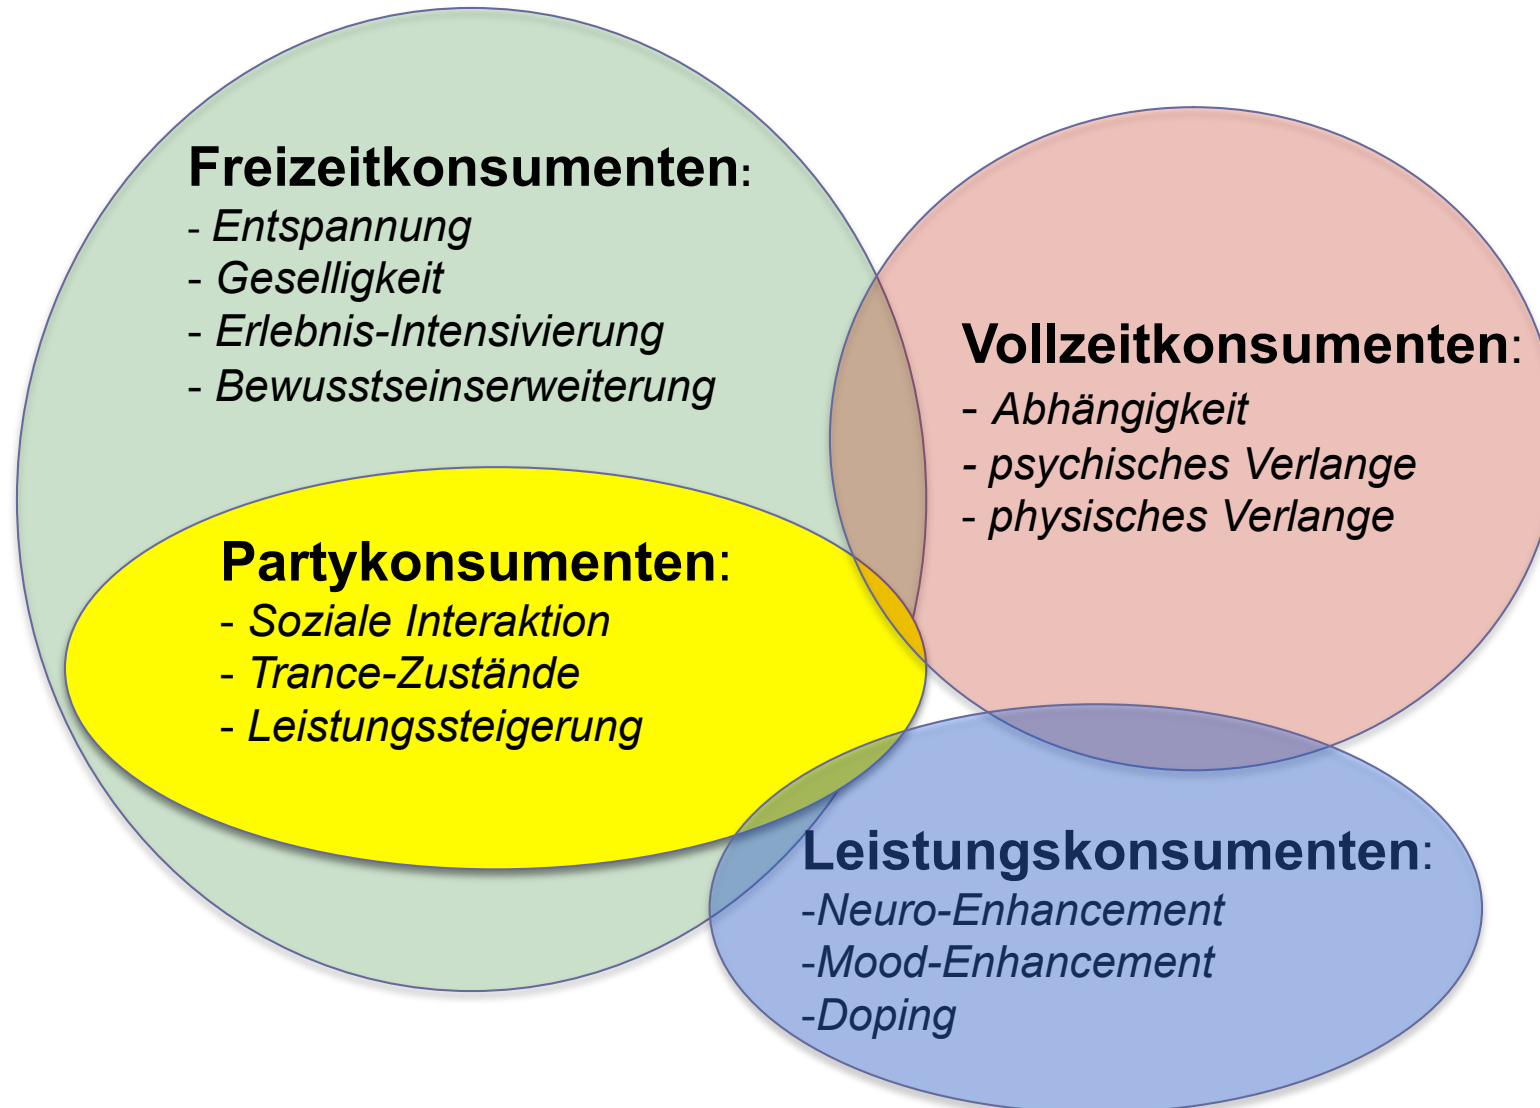 Freizeitkonsumenten:
- Entspannung
- Geselligkeit
- Erlebnis-Intensivierung
- Bewusstseinserweiterung
Vollzeitkonsumenten:
- Abhängigkeit
- psychisches Verlange
- physisches Verlange
Partykonsumenten:
- Soziale Interaktion
- Trance-Zustände
- Leistungssteigerung
Leistungskonsumenten:
-Neuro-Enhancement
-Mood-Enhancement
-Doping